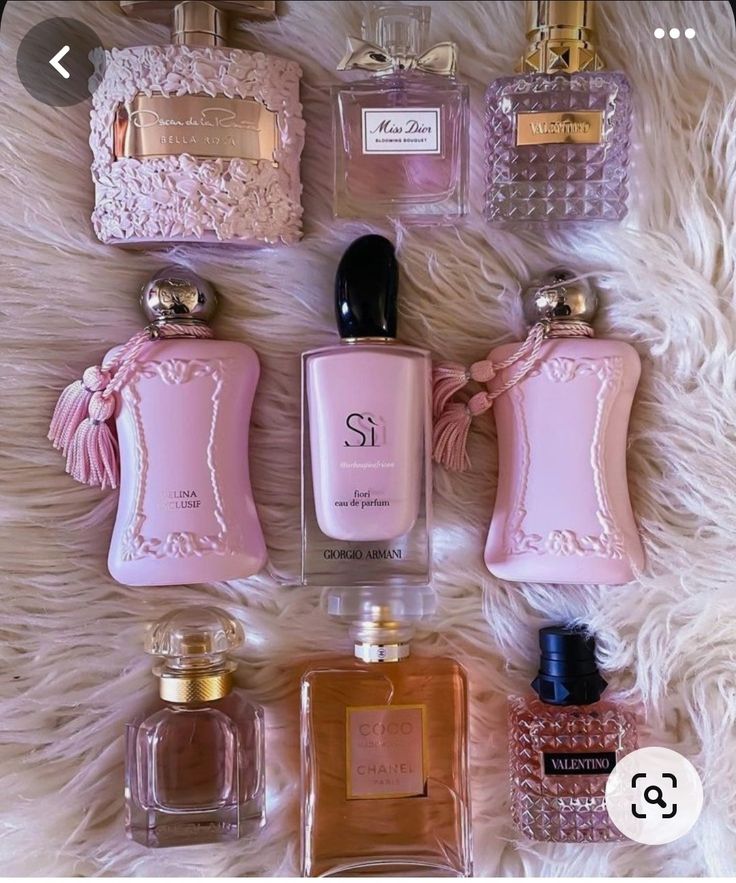 Oscar de la Renta
BELLA ROSA
Miss Dior
BLOOMING BOUQUET
VALENTINO
Sì
fiori
eau de parfum
GIORGIO ARMANI
ELINA
CLUSIF
COCO
CHANEL
PARIS
VALENTINO
GUERLAIN